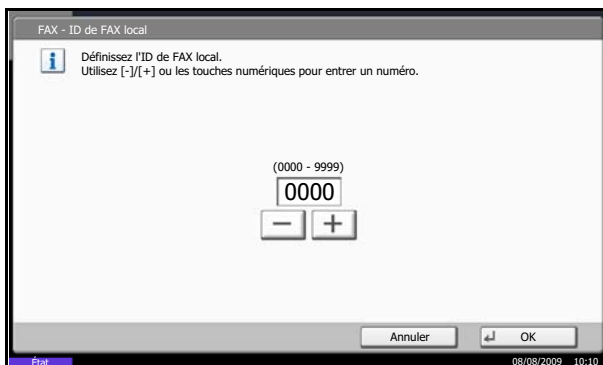 FAX - ID de FAX local
Définissez l'ID de FAX local.
Utilisez [-]/[+] ou les touches numériques pour entrer un numéro.
(0000 - 9999)
0000
− +
Annuler OK
État 08/08/2009 10:10